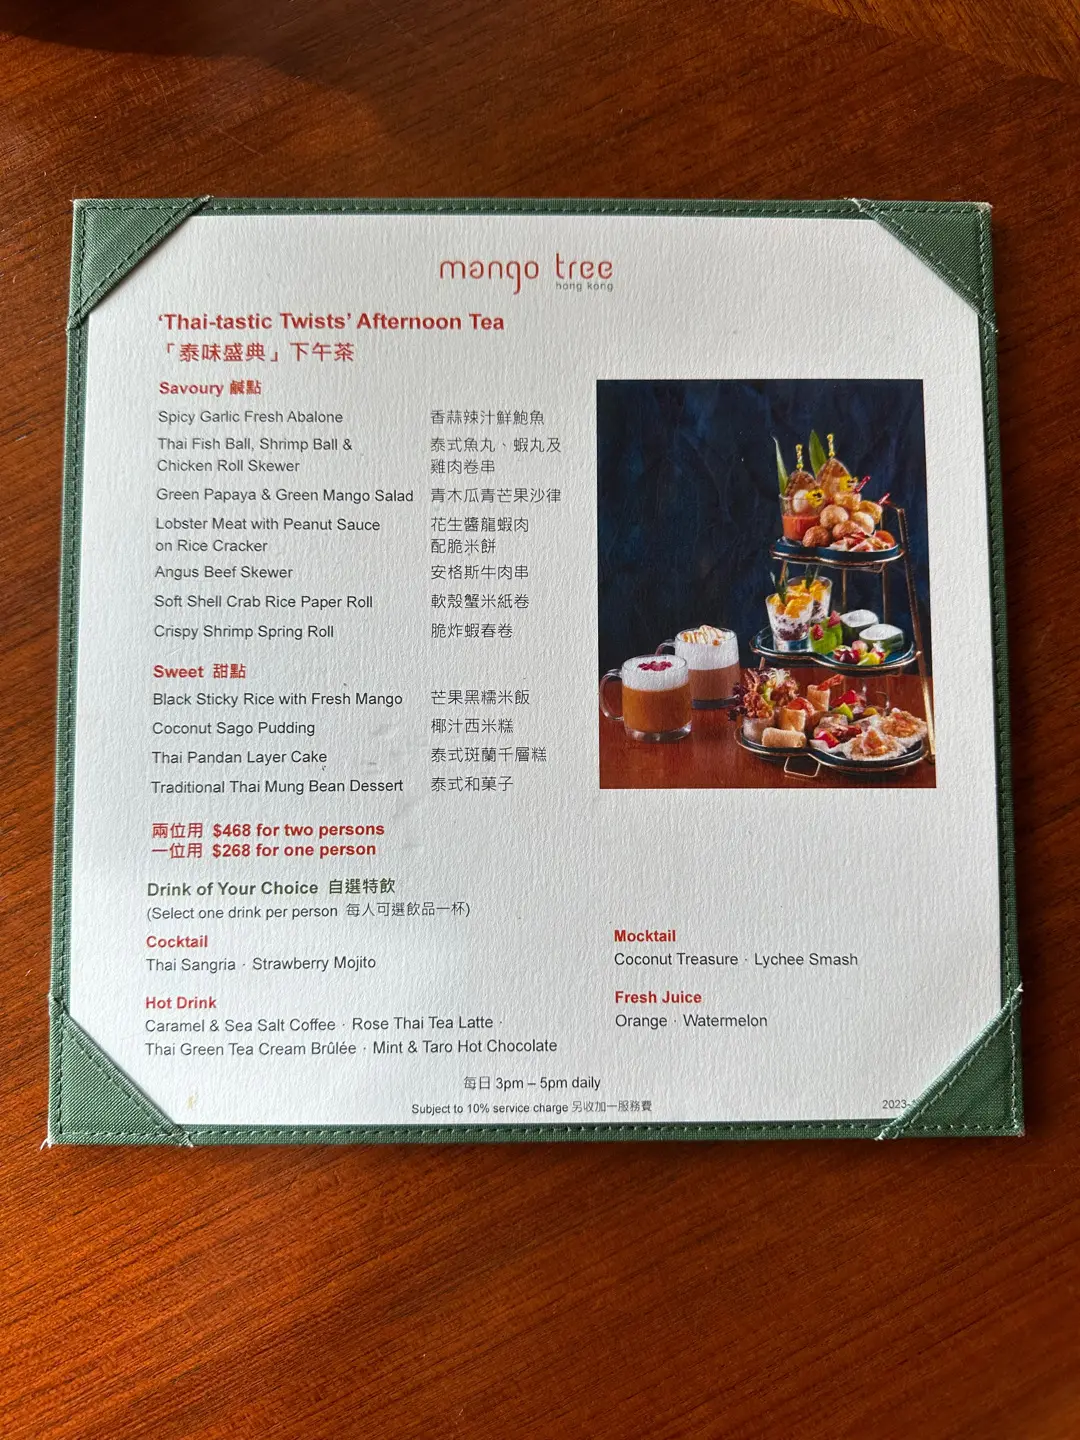 mango tree
hong kong
'Thai-tastic Twists' Afternoon Tea
「泰味盛典」下午茶
Savoury 鹹點
Spicy Garlic Fresh Abalone 香蒜辣汁鮮鮑魚
Thai Fish Ball, Shrimp Ball & 泰式魚丸、蝦丸及
Chicken Roll Skewer 雞肉卷串
Green Papaya & Green Mango Salad 青木瓜青芒果沙律
Lobster Meat with Peanut Sauce 花生醬龍蝦肉
on Rice Cracker 配脆米餅
Angus Beef Skewer 安格斯牛肉串
Soft Shell Crab Rice Paper Roll 軟殼蟹米紙卷
Crispy Shrimp Spring Roll 脆炸蝦春卷
Sweet 甜點
Black Sticky Rice with Fresh Mango 芒果黑糯米飯
Coconut Sago Pudding 椰汁西米糕
Thai Pandan Layer Cake 泰式斑蘭千層糕
Traditional Thai Mung Bean Dessert 泰式和菓子
兩位用 $468 for two persons
一位用 $268 for one person
Drink of Your Choice 自選特飲
(Select one drink per person 每人可選飲品一杯)
Cocktail
Thai Sangria · Strawberry Mojito
Mocktail
Coconut Treasure · Lychee Smash
Hot Drink
Caramel & Sea Salt Coffee · Rose Thai Tea Latte ·
Thai Green Tea Cream Brûlée · Mint & Taro Hot Chocolate
Fresh Juice
Orange · Watermelon
每日 3pm – 5pm daily
Subject to 10% service charge 另收加一服務費
2023-